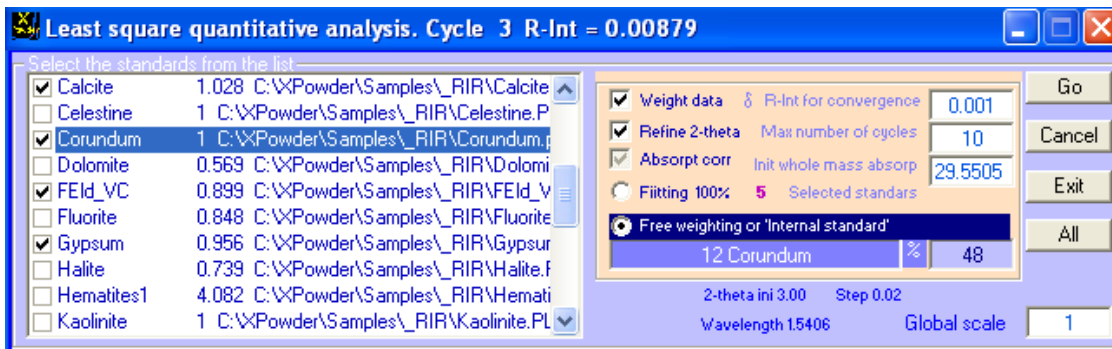 Least square quantitative analysis. Cycle 3 R-Int = 0.00879
Select the standards from the list
Calcite 1.028 C:\XPowder\Samples\_RIR\Calcite
Celestine 1 C:\XPowder\Samples\_RIR\Celestine.P
Corundum 1 C:\XPowder\Samples\_RIR\Corundum.p
Dolomite 0.569 C:\XPowder\Samples\_RIR\Dolomi
FEld_VC 0.899 C:\XPowder\Samples\_RIR\FEld_V
Fluorite 0.848 C:\XPowder\Samples\_RIR\Fluorite
Gypsum 0.956 C:\XPowder\Samples\_RIR\Gypsur
Halite 0.739 C:\XPowder\Samples\_RIR\Halite.F
Hematites1 4.082 C:\XPowder\Samples\_RIR\Hemati
Kaolinite 1 C:\XPowder\Samples\_RIR\Kaolinite.PL
Weight data δ R-Int for convergence 0.001
Refine 2-theta Max number of cycles 10
Absorpt corr Init whole mass absorp 29.5505
Fiitting 100% 5 Selected standars
Free weighting or 'Internal standard'
12 Corundum % 48
2-theta ini 3.00 Step 0.02
Wavelength 1.5406 Global scale 1
Go
Cancel
Exit
All